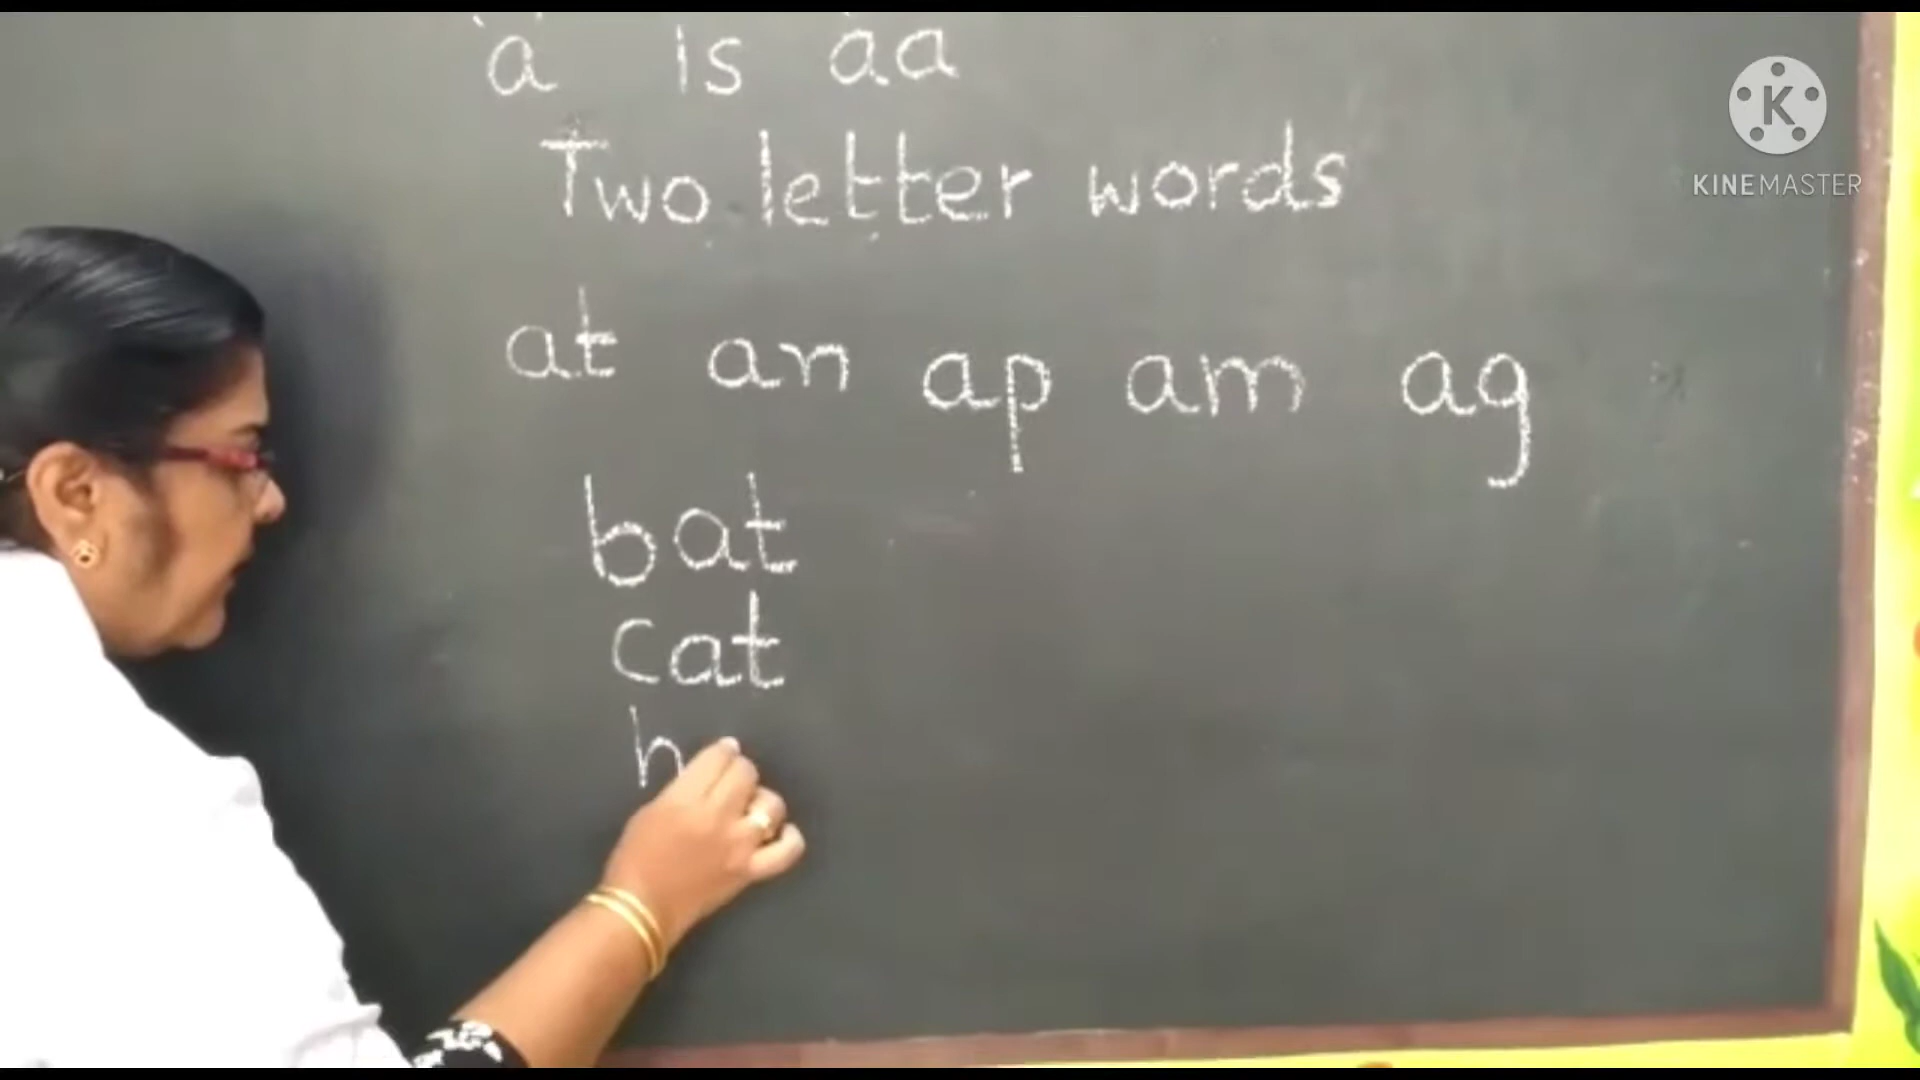 'a' is aa
Two letter words
at an ap am ag
bat
cat
h
K
KINEMASTER